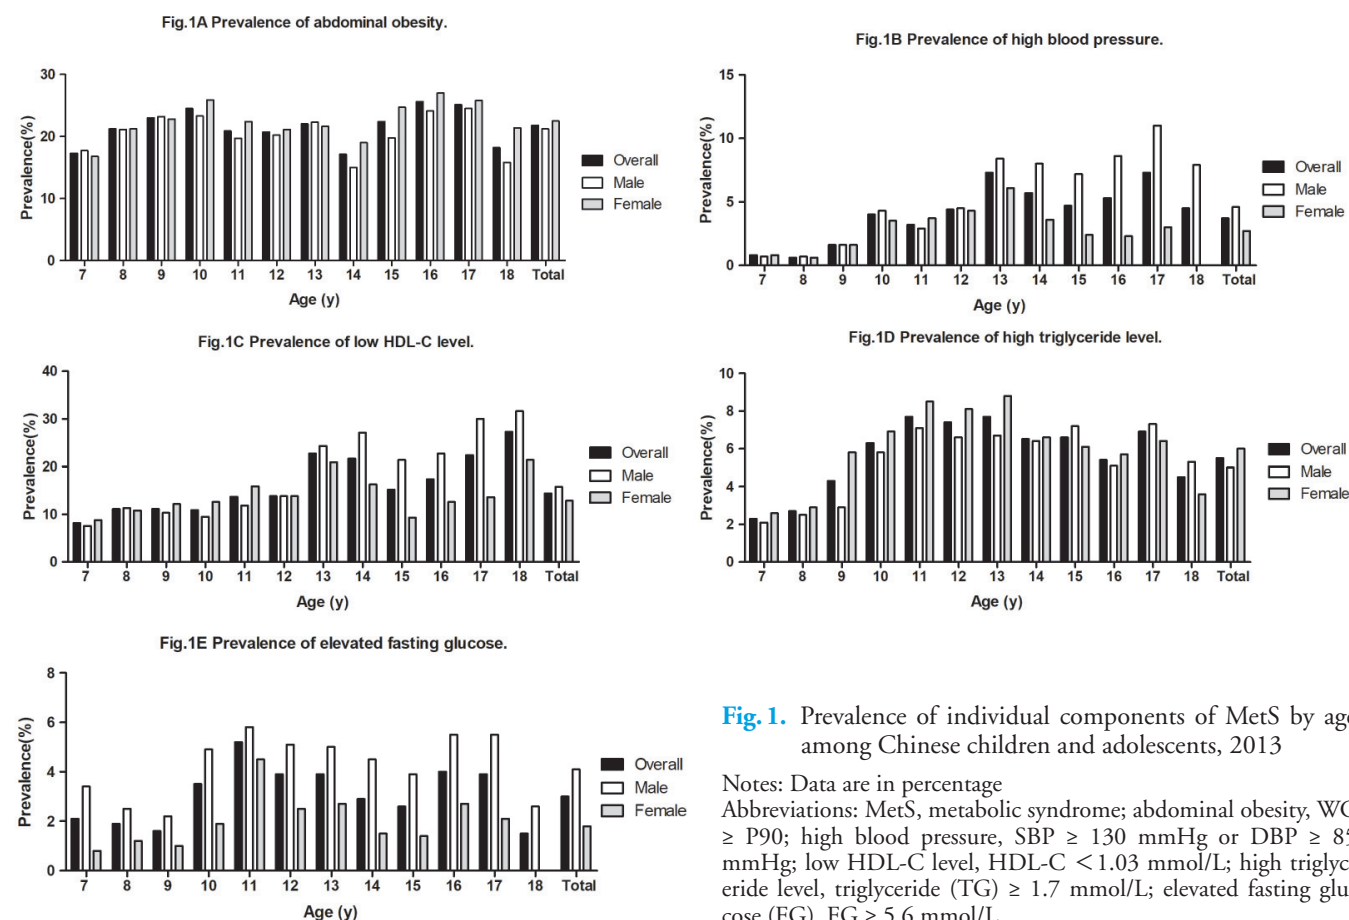 Fig.1A Prevalence of abdominal obesity.
30
20
10
0
Prevalence(%)
7 8 9 10 11 12 13 14 15 16 17 18 Total
Age (y)
Overall
Male
Female
Fig.1B Prevalence of high blood pressure.
15
10
5
0
Prevalence(%)
7 8 9 10 11 12 13 14 15 16 17 18 Total
Age (y)
Overall
Male
Female
Fig.1C Prevalence of low HDL-C level.
40
30
20
10
0
Prevalence(%)
7 8 9 10 11 12 13 14 15 16 17 18 Total
Age (y)
Overall
Male
Female
Fig.1D Prevalence of high triglyceride level.
10
8
6
4
2
0
Prevalence(%)
7 8 9 10 11 12 13 14 15 16 17 18 Total
Age (y)
Overall
Male
Female
Fig.1E Prevalence of elevated fasting glucose.
8
6
4
2
0
Prevalence(%)
7 8 9 10 11 12 13 14 15 16 17 18 Total
Age (y)
Overall
Male
Female
Fig. 1. Prevalence of individual components of MetS by age
among Chinese children and adolescents, 2013
Notes: Data are in percentage
Abbreviations: MetS, metabolic syndrome; abdominal obesity, WC
≥ P90; high blood pressure, SBP ≥ 130 mmHg or DBP ≥ 85
mmHg; low HDL-C level, HDL-C <1.03 mmol/L; high triglyc
eride level, triglyceride (TG) ≥ 1.7 mmol/L; elevated fasting glu
cose (FG), FG ≥ 5.6 mmol/L